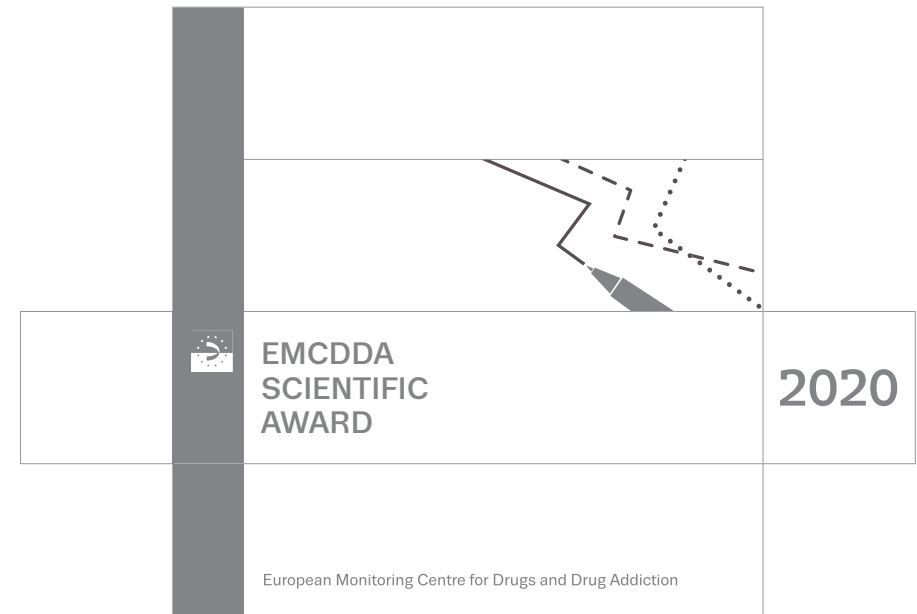 EMCDDA
SCIENTIFIC
AWARD
2020
European Monitoring Centre for Drugs and Drug Addiction